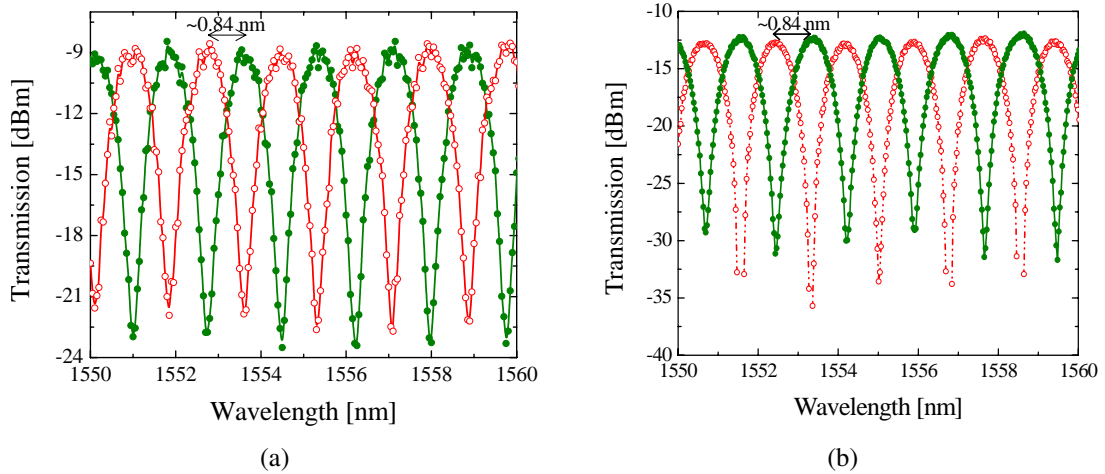 ~0.84 nm
-6
-9
-12
-15
-18
-21
-24
Transmission [dBm]
1550 1552 1554 1556 1558 1560
Wavelength [nm]
(a)
~0.84 nm
-10
-15
-20
-25
-30
-35
-40
Transmission [dBm]
1550 1552 1554 1556 1558 1560
Wavelength [nm]
(b)